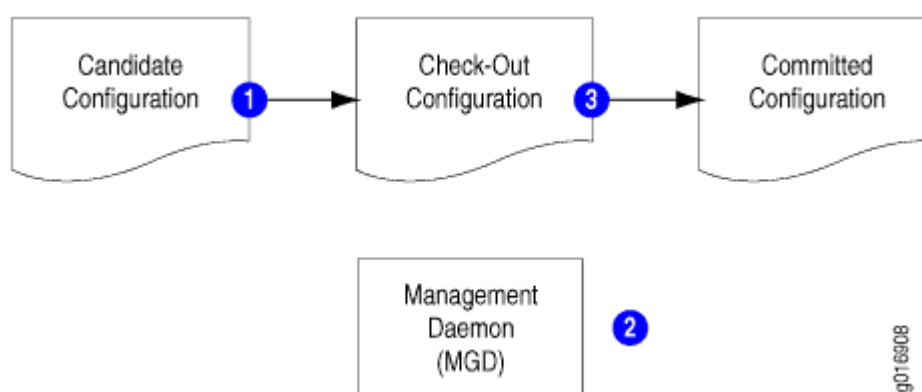 Candidate
Configuration
1
Check-Out
Configuration
3
Committed
Configuration
Management
Daemon
(MGD)
2
g016908